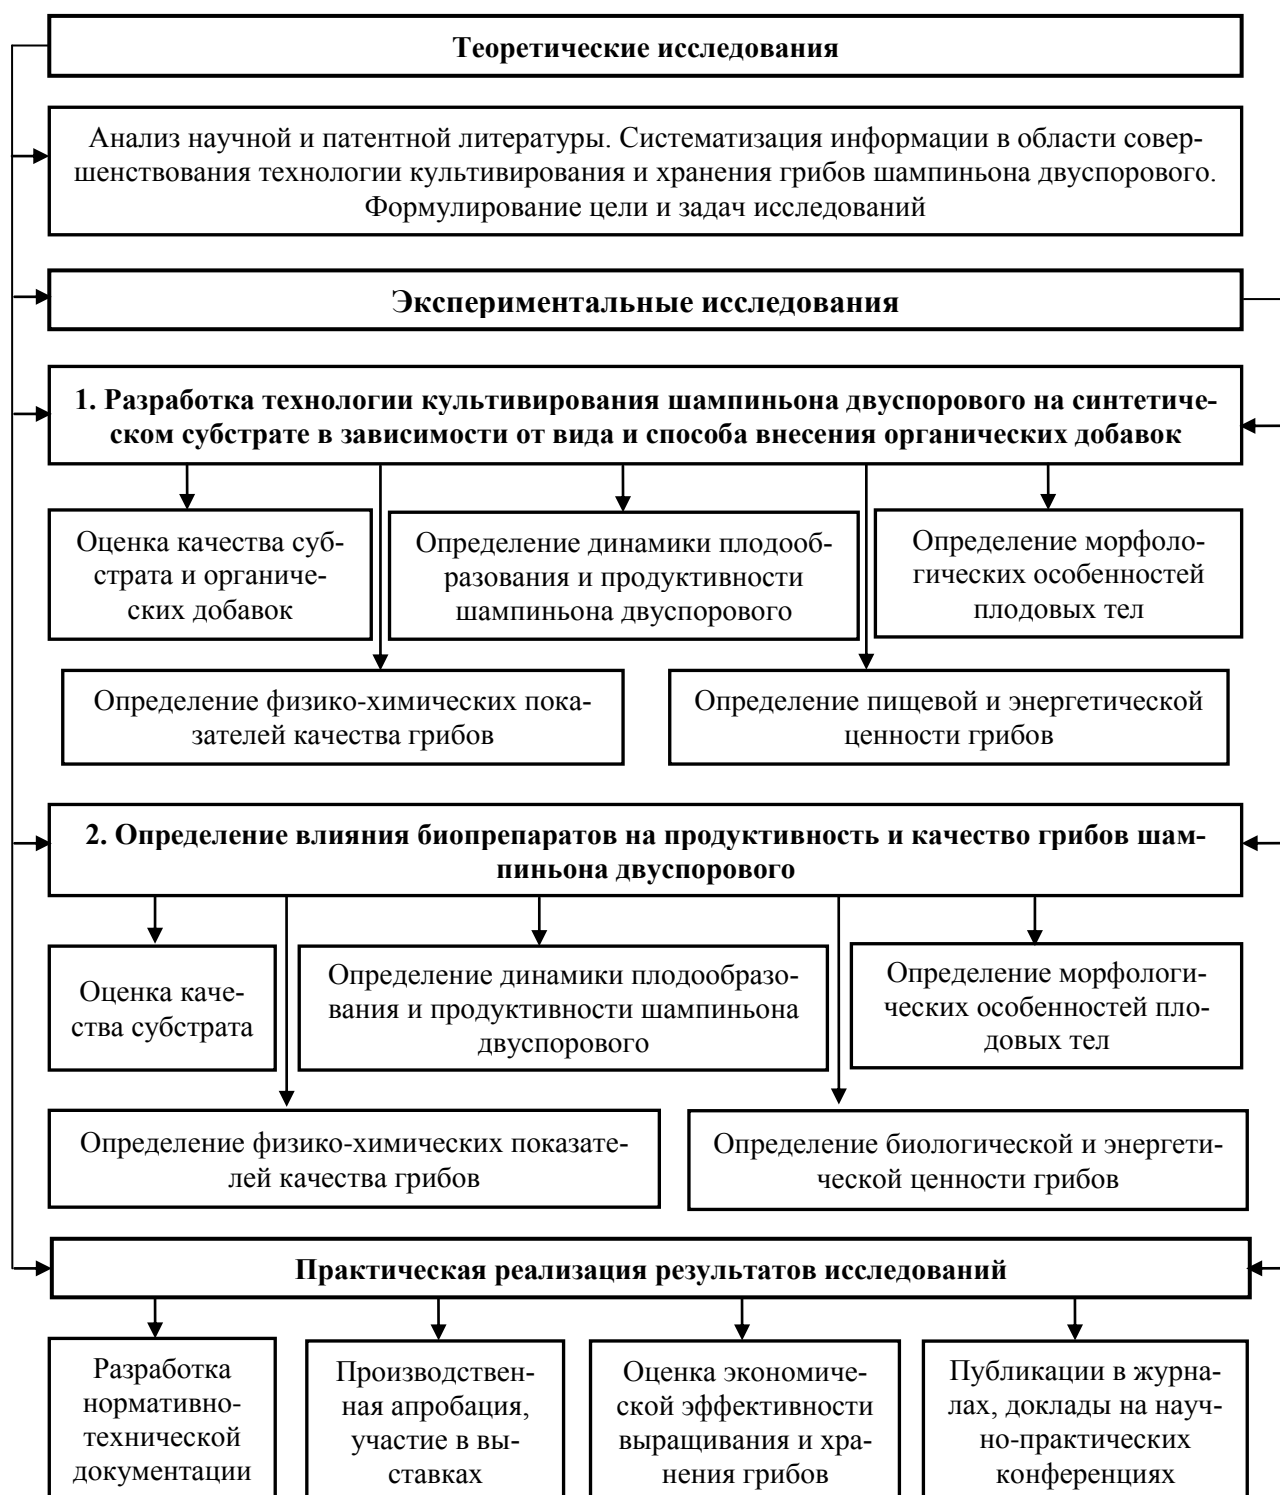 Теоретические исследования
Анализ научной и патентной литературы. Систематизация информации в области совер-
шенствования технологии культивирования и хранения грибов шампиньона двуспорового.
Формулирование цели и задач исследований
Экспериментальные исследования
1. Разработка технологии культивирования шампиньона двуспорового на синтетиче-
ском субстрате в зависимости от вида и способа внесения органических добавок
Оценка качества суб-
страта и органиче-
ских добавок
Определение динамики плодооб-
разования и продуктивности
шампиньона двуспорового
Определение морфоло-
гических особенностей
плодовых тел
Определение физико-химических пока-
зателей качества грибов
Определение пищевой и энергетической
ценности грибов
2. Определение влияния биопрепаратов на продуктивность и качество грибов шам-
пиньона двуспорового
Оценка каче-
ства субстрата
Определение динамики плодообразо-
вания и продуктивности шампиньона
двуспорового
Определение морфологи-
ческих особенностей пло-
довых тел
Определение физико-химических показате-
лей качества грибов
Определение биологической и энергети-
ческой ценности грибов
Практическая реализация результатов исследований
Разработка
нормативно-
технической
документации
Производствен-
ная апробация,
участие в вы-
ставках
Оценка экономиче-
ской эффективности
выращивания и хра-
нения грибов
Публикации в журна-
лах, доклады на науч-
но-практических
конференциях